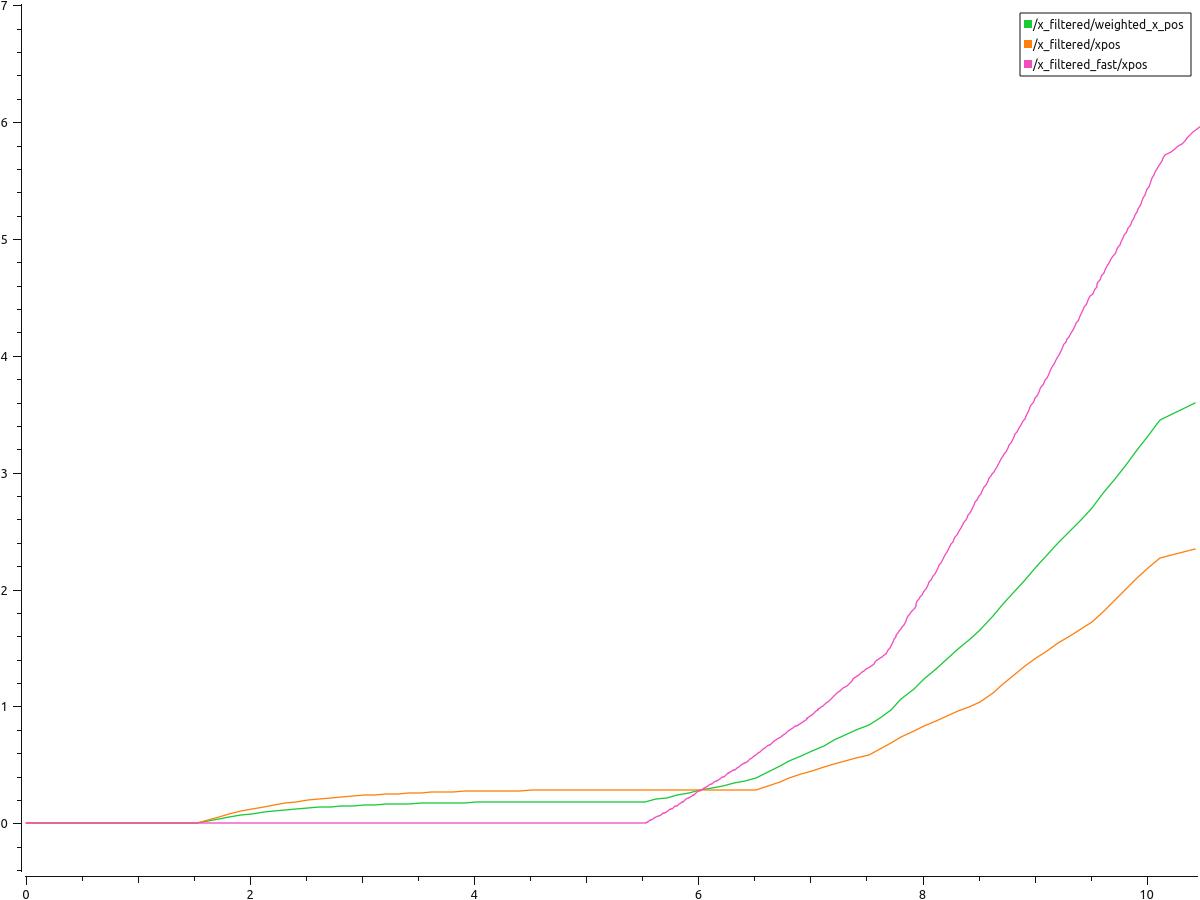 7
/x_filtered/weighted_x_pos
/x_filtered/xpos
/x_filtered_fast/xpos
6
5
4
3
2
1
0
0 2 4 6 8 10